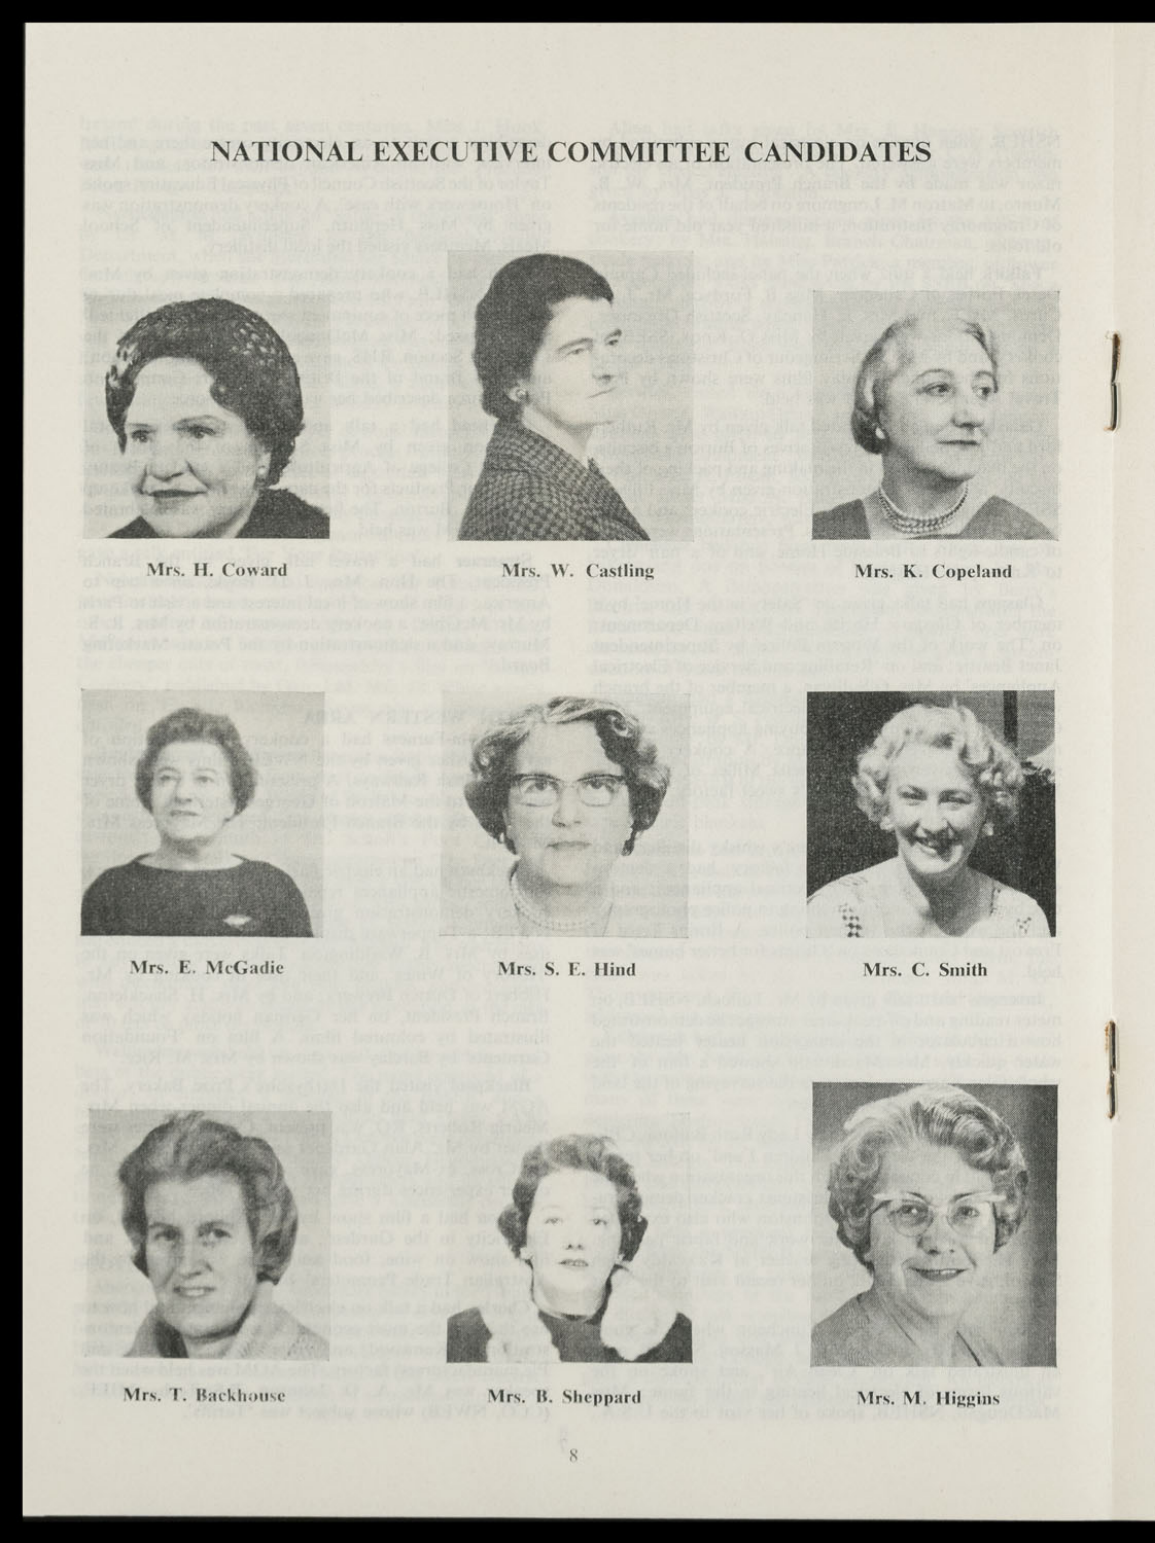 NATIONAL EXECUTIVE COMMITTEE CANDIDATES
Mrs. H. Coward
Mrs. W. Castling
Mrs. K. Copeland
Mrs. E. McGadie
Mrs. S. E. Hind
Mrs. C. Smith
Mrs. T. Backhouse
Mrs. B. Sheppard
Mrs. M. Higgins
8